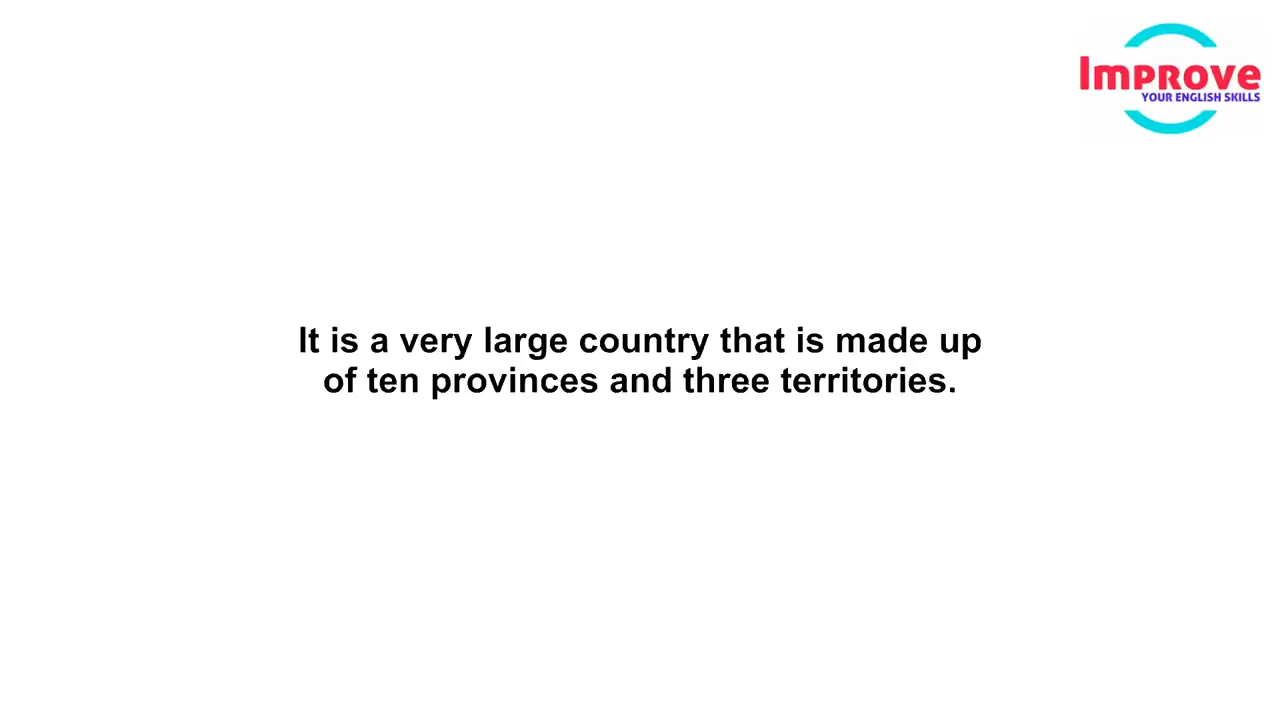 Improve
YOUR ENGLISH SKILLS
It is a very large country that is made up
of ten provinces and three territories.